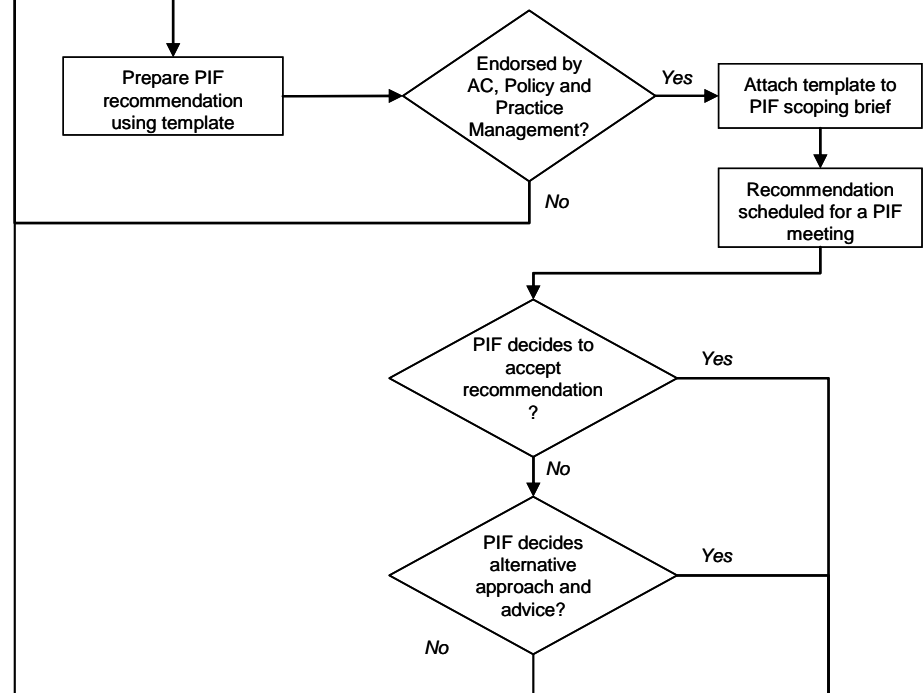 Prepare PIF
recommendation
using template
Endorsed by
AC, Policy and
Practice
Management?
Yes
Attach template to
PIF scoping brief
No
Recommendation
scheduled for a PIF
meeting
PIF decides to
accept
recommendation
?
Yes
No
PIF decides
alternative
approach and
advice?
Yes
No